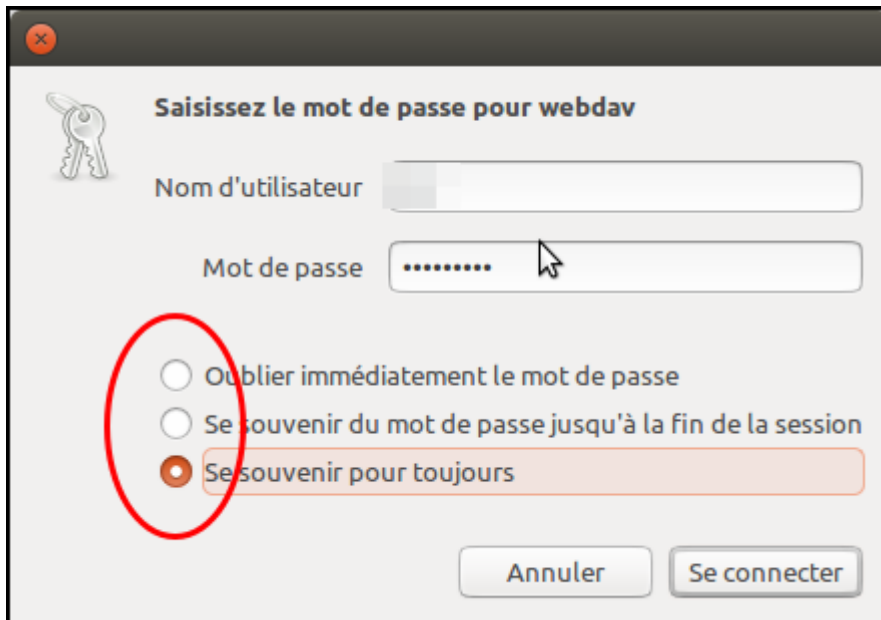 Saisissez le mot de passe pour webdav
Nom d'utilisateur
Mot de passe •••••••••
Oublier immédiatement le mot de passe
Se souvenir du mot de passe jusqu'à la fin de la session
Se souvenir pour toujours
Annuler Se connecter